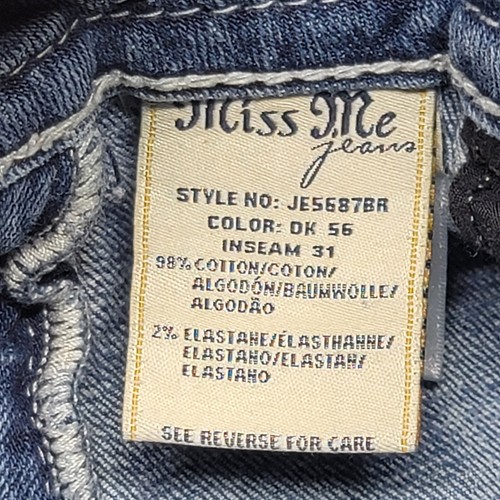 Miss Me
jeans
STYLE NO: JE5687BR
COLOR: DK 56
INSEAM 31
98% COTTON/COTON/
ALGODÓN/BAUMWOLLE/
ALGODÃO
2% ELASTANE/ÉLASTHANNE/
ELASTANO/ELASTAN/
ELASTANO
SEE REVERSE FOR CARE